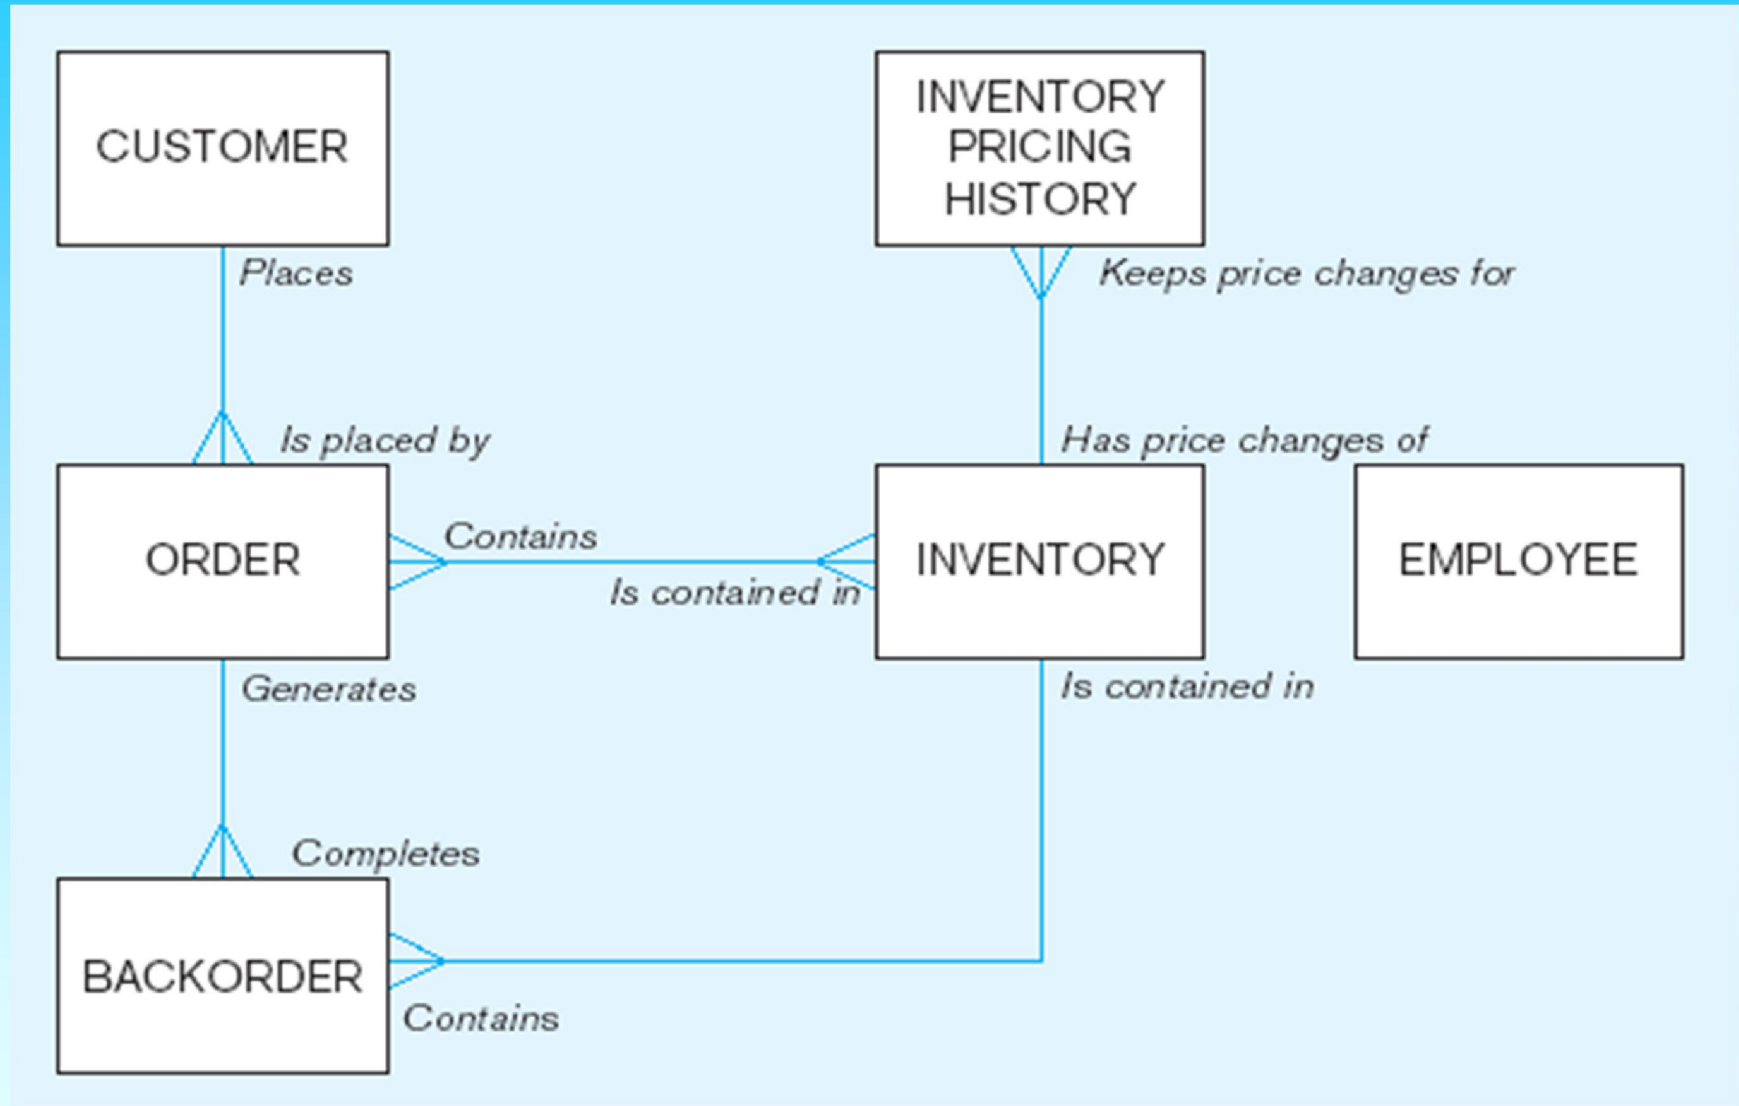 CUSTOMER
INVENTORY
PRICING
HISTORY
Places
Keeps price changes for
Is placed by
Has price changes of
ORDER
Contains
Is contained in
INVENTORY
EMPLOYEE
Generates
Is contained in
Completes
BACKORDER
Contains